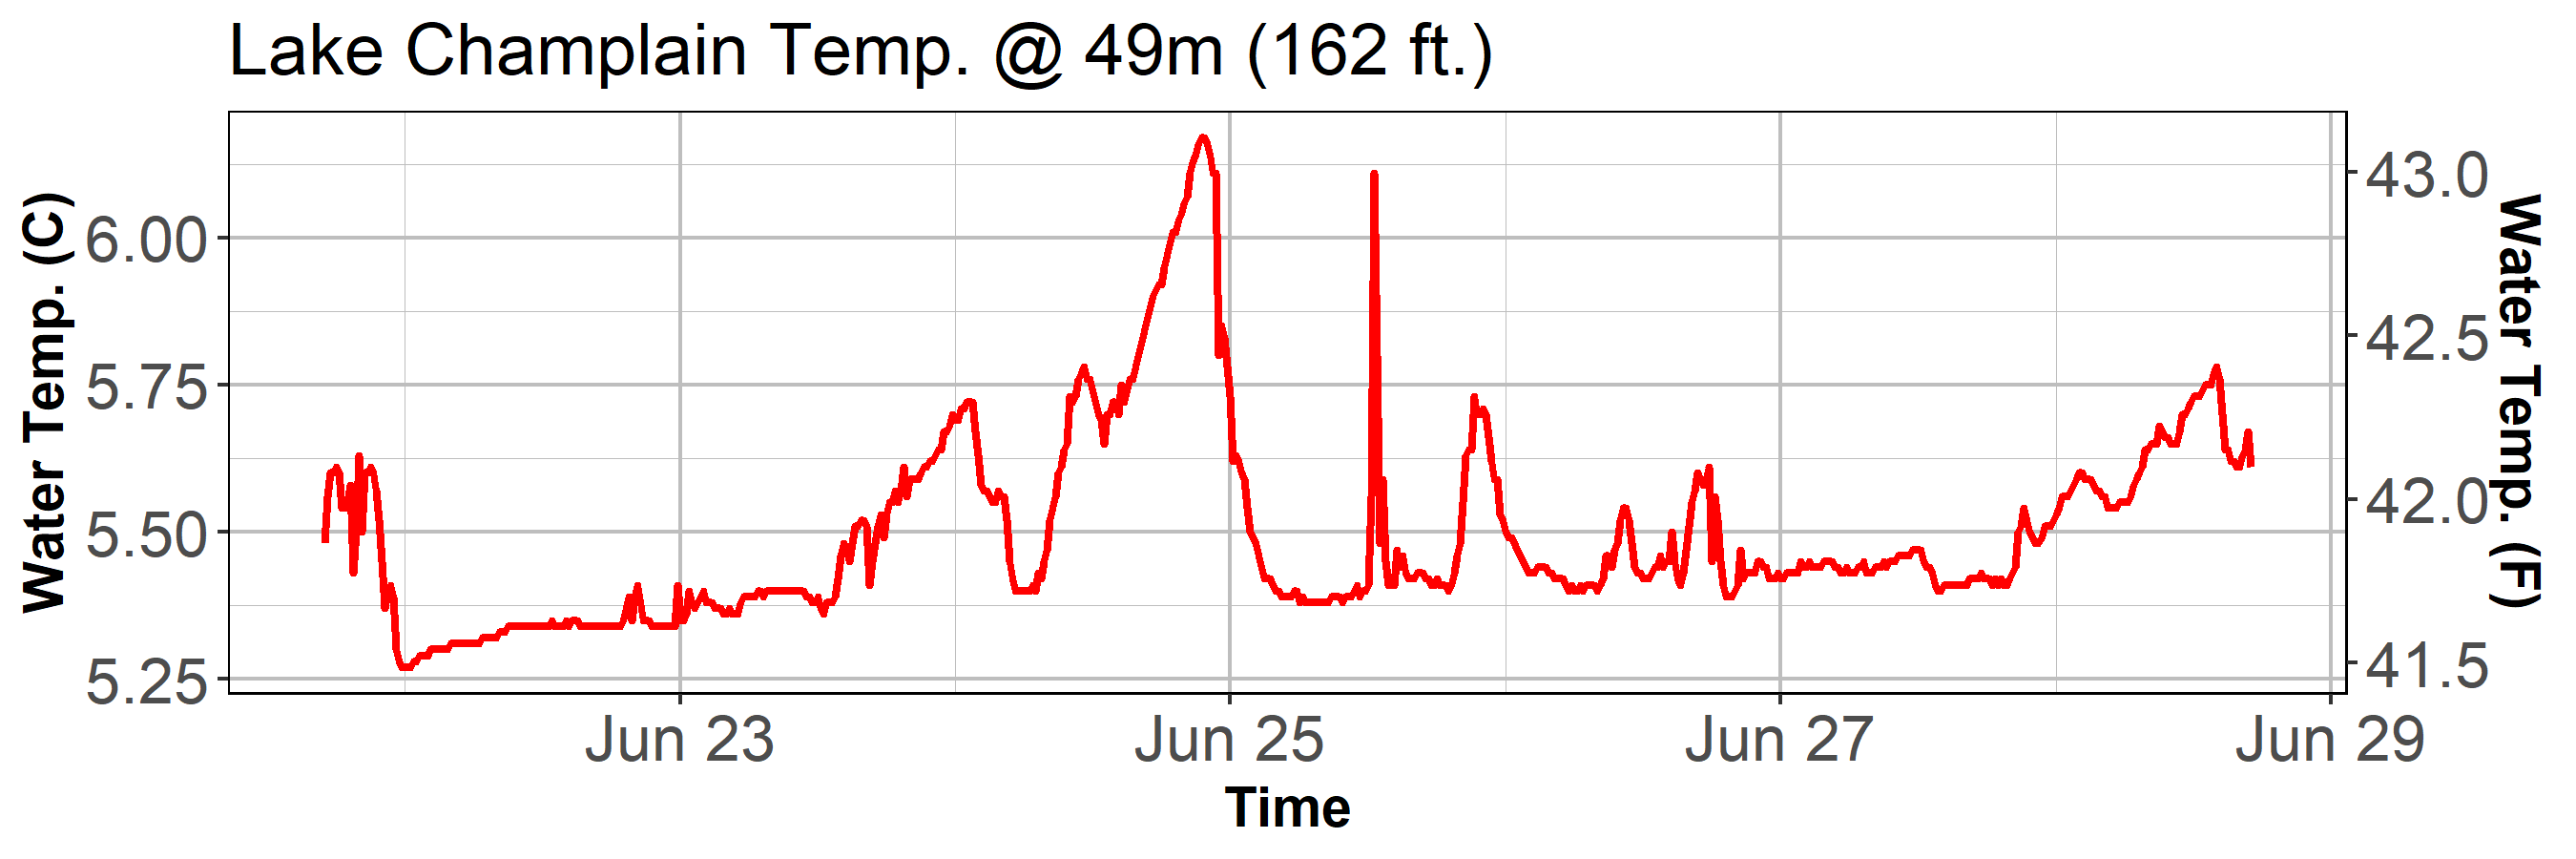 Lake Champlain Temp. @ 49m (162 ft.)
Water Temp. (C)
6.00
5.75
5.50
5.25
43.0
42.5
42.0
41.5
Water Temp. (F)
Jun 23
Jun 25
Jun 27
Jun 29
Time